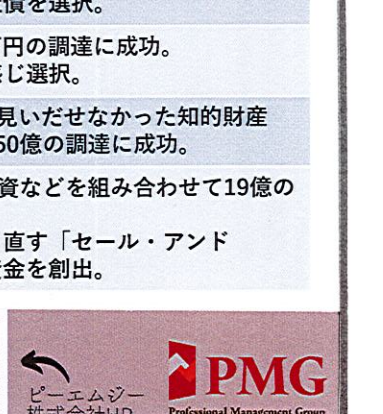 債を選択。
円の調達に成功。
じ選択。
見いだせなかった知的財産
50億の調達に成功。
資などを組み合わせて19億の
直す「セール・アンド
金を創出。
ピーエムジー
株式会社HP
PMG
Professional Management Group